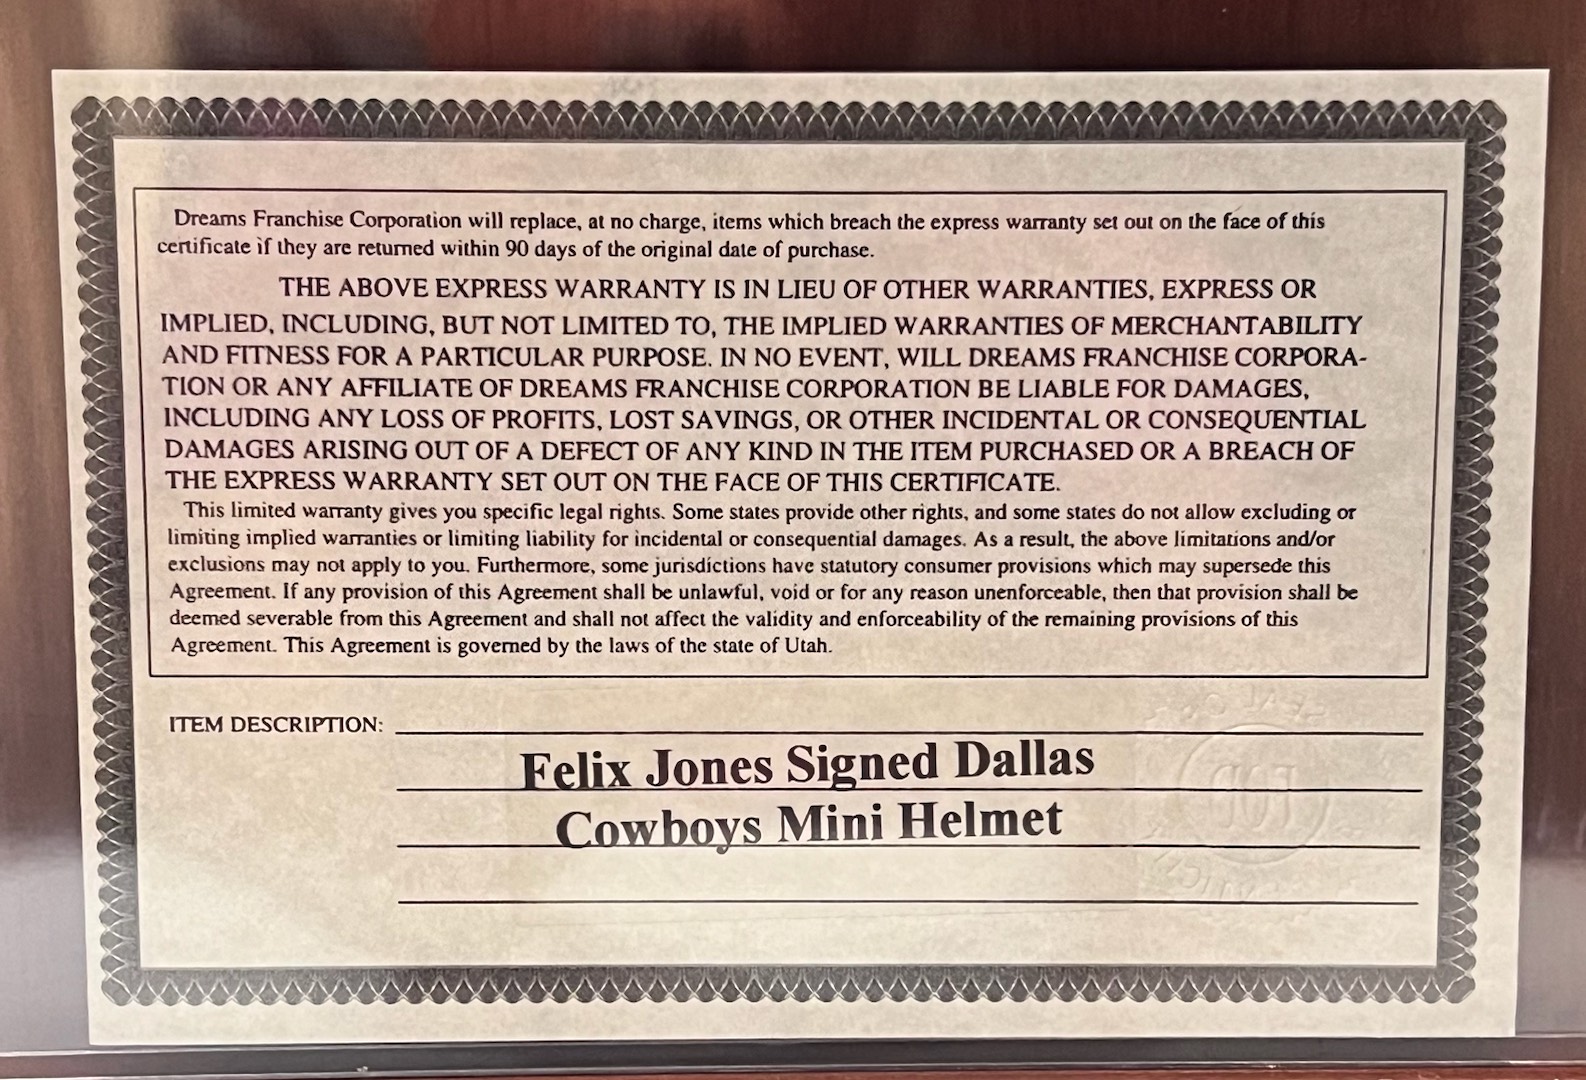 Dreams Franchise Corporation will replace, at no charge, items which breach the express warranty set out on the face of this
certificate if they are returned within 90 days of the original date of purchase.
THE ABOVE EXPRESS WARRANTY IS IN LIEU OF OTHER WARRANTIES, EXPRESS OR
IMPLIED, INCLUDING, BUT NOT LIMITED TO, THE IMPLIED WARRANTIES OF MERCHANTABILITY
AND FITNESS FOR A PARTICULAR PURPOSE. IN NO EVENT, WILL DREAMS FRANCHISE CORPORA-
TION OR ANY AFFILIATE OF DREAMS FRANCHISE CORPORATION BE LIABLE FOR DAMAGES,
INCLUDING ANY LOSS OF PROFITS, LOST SAVINGS, OR OTHER INCIDENTAL OR CONSEQUENTIAL
DAMAGES ARISING OUT OF A DEFECT OF ANY KIND IN THE ITEM PURCHASED OR A BREACH OF
THE EXPRESS WARRANTY SET OUT ON THE FACE OF THIS CERTIFICATE.
This limited warranty gives you specific legal rights. Some states provide other rights, and some states do not allow excluding or
limiting implied warranties or limiting liability for incidental or consequential damages. As a result, the above limitations and/or
exclusions may not apply to you. Furthermore, some jurisdictions have statutory consumer provisions which may supersede this
Agreement. If any provision of this Agreement shall be unlawful, void or for any reason unenforceable, then that provision shall be
deemed severable from this Agreement and shall not affect the validity and enforceability of the remaining provisions of this
Agreement. This Agreement is governed by the laws of the state of Utah.
ITEM DESCRIPTION:
Felix Jones Signed Dallas
Cowboys Mini Helmet